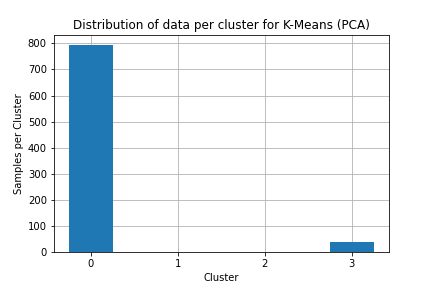 Distribution of data per cluster for K-Means (PCA)
Samples per Cluster
800
700
600
500
400
300
200
100
0
0 1 2 3
Cluster